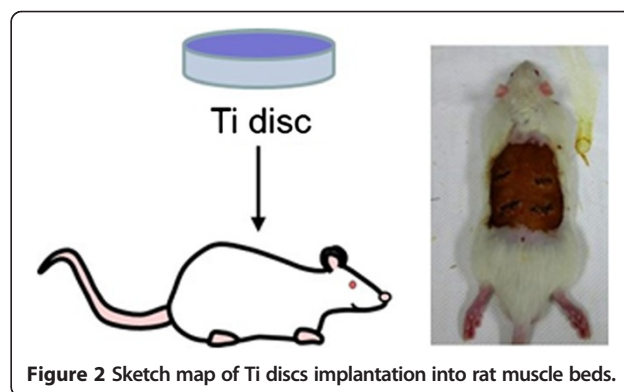 Ti disc
Figure 2 Sketch map of Ti discs implantation into rat muscle beds.